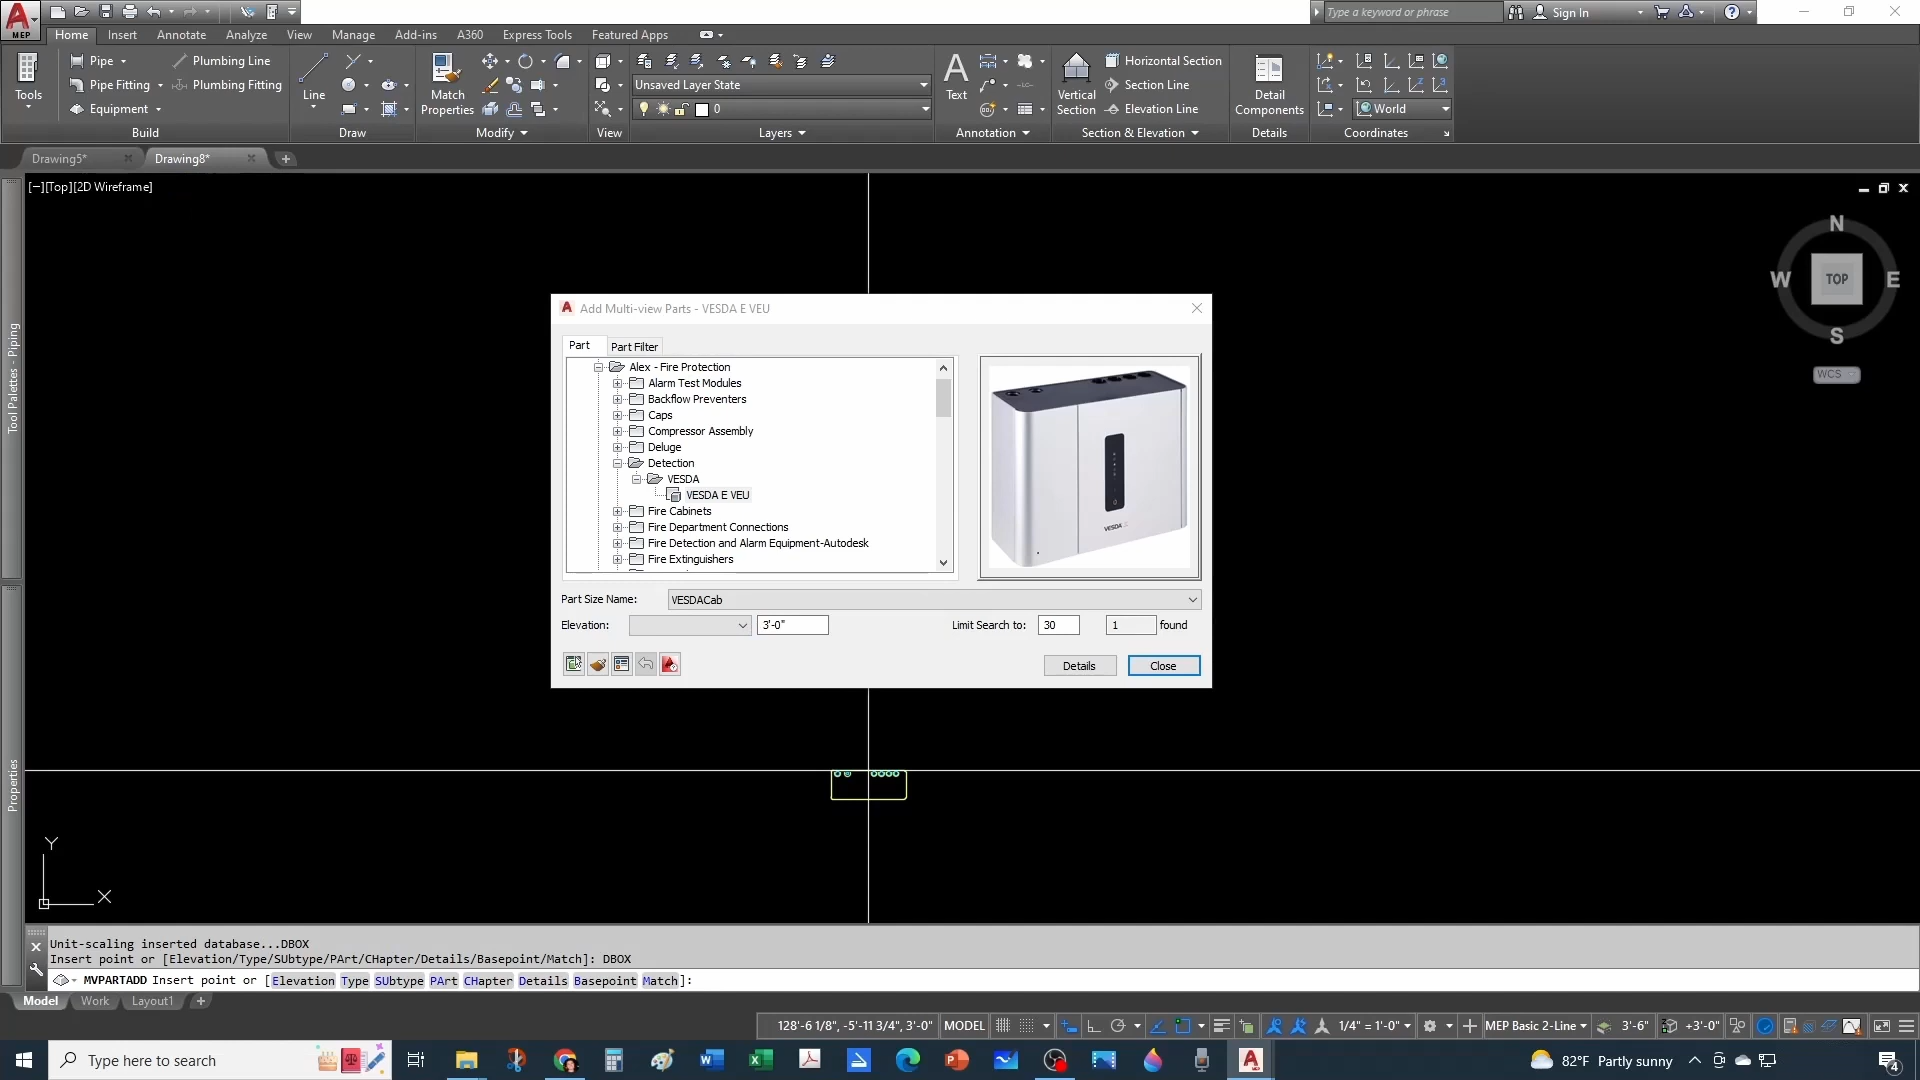 MEP
Type a keyword or phrase
Sign In
Home
Insert
Annotate
Analyze
View
Manage
Add-ins
A360
Express Tools
Featured Apps
Tools
Pipe
Plumbing Line
Pipe Fitting
Plumbing Fitting
Equipment
Build
Line
Draw
Match
Properties
Modify
View
Unsaved Layer State
0
Layers
A
Text
Annotation
Vertical
Section
Horizontal Section
Section Line
Elevation Line
Section & Elevation
Detail
Components
Details
World
Coordinates
Drawing5*
Drawing8*
[−][Top][2D Wireframe]
N
W
TOP
E
S
WCS
Tool Palettes - Piping
Properties
Add Multi-view Parts - VESDA E VEU
Part
Part Filter
Alex - Fire Protection
Alarm Test Modules
Backflow Preventers
Caps
Compressor Assembly
Deluge
Detection
VESDA
VESDA E VEU
Fire Cabinets
Fire Department Connections
Fire Detection and Alarm Equipment-Autodesk
Fire Extinguishers
VESDA
Part Size Name:
VESDACab
Elevation:
3'-0"
Limit Search to:
30
1
found
Details
Close
Y
X
Unit-scaling inserted database...DBOX
Insert point or [Elevation/Type/SUbtype/PArt/CHapter/Details/Basepoint/Match]: DBOX
MVPARTADD Insert point or [Elevation Type SUbtype PArt CHapter Details Basepoint Match]:
Model
Work
Layout1
128'-6 1/8", -5'-11 3/4", 3'-0"
MODEL
1/4" = 1'-0"
MEP Basic 2-Line
3'-6"
+3'-0"
Type here to search
82°F Partly sunny
4